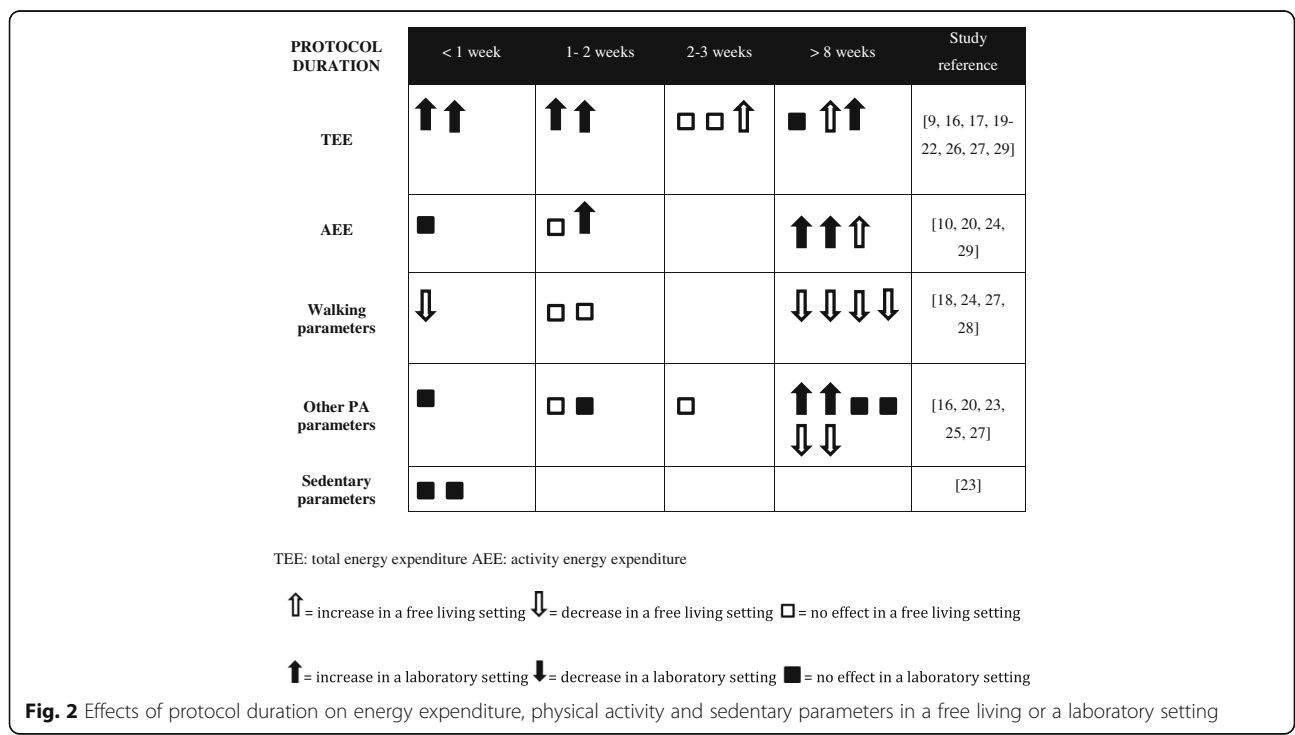 PROTOCOL DURATION
< 1 week
1- 2 weeks
2-3 weeks
> 8 weeks
Study reference
TEE
[9, 16, 17, 19-
22, 26, 27, 29]
AEE
[10, 20, 24,
29]
Walking
parameters
[18, 24, 27,
28]
Other PA
parameters
[16, 20, 23,
25, 27]
Sedentary
parameters
[23]
TEE: total energy expenditure AEE: activity energy expenditure
⇧= increase in a free living setting ⇩= decrease in a free living setting □= no effect in a free living setting
⬆= increase in a laboratory setting ⬇= decrease in a laboratory setting ■= no effect in a laboratory setting
Fig. 2 Effects of protocol duration on energy expenditure, physical activity and sedentary parameters in a free living or a laboratory setting